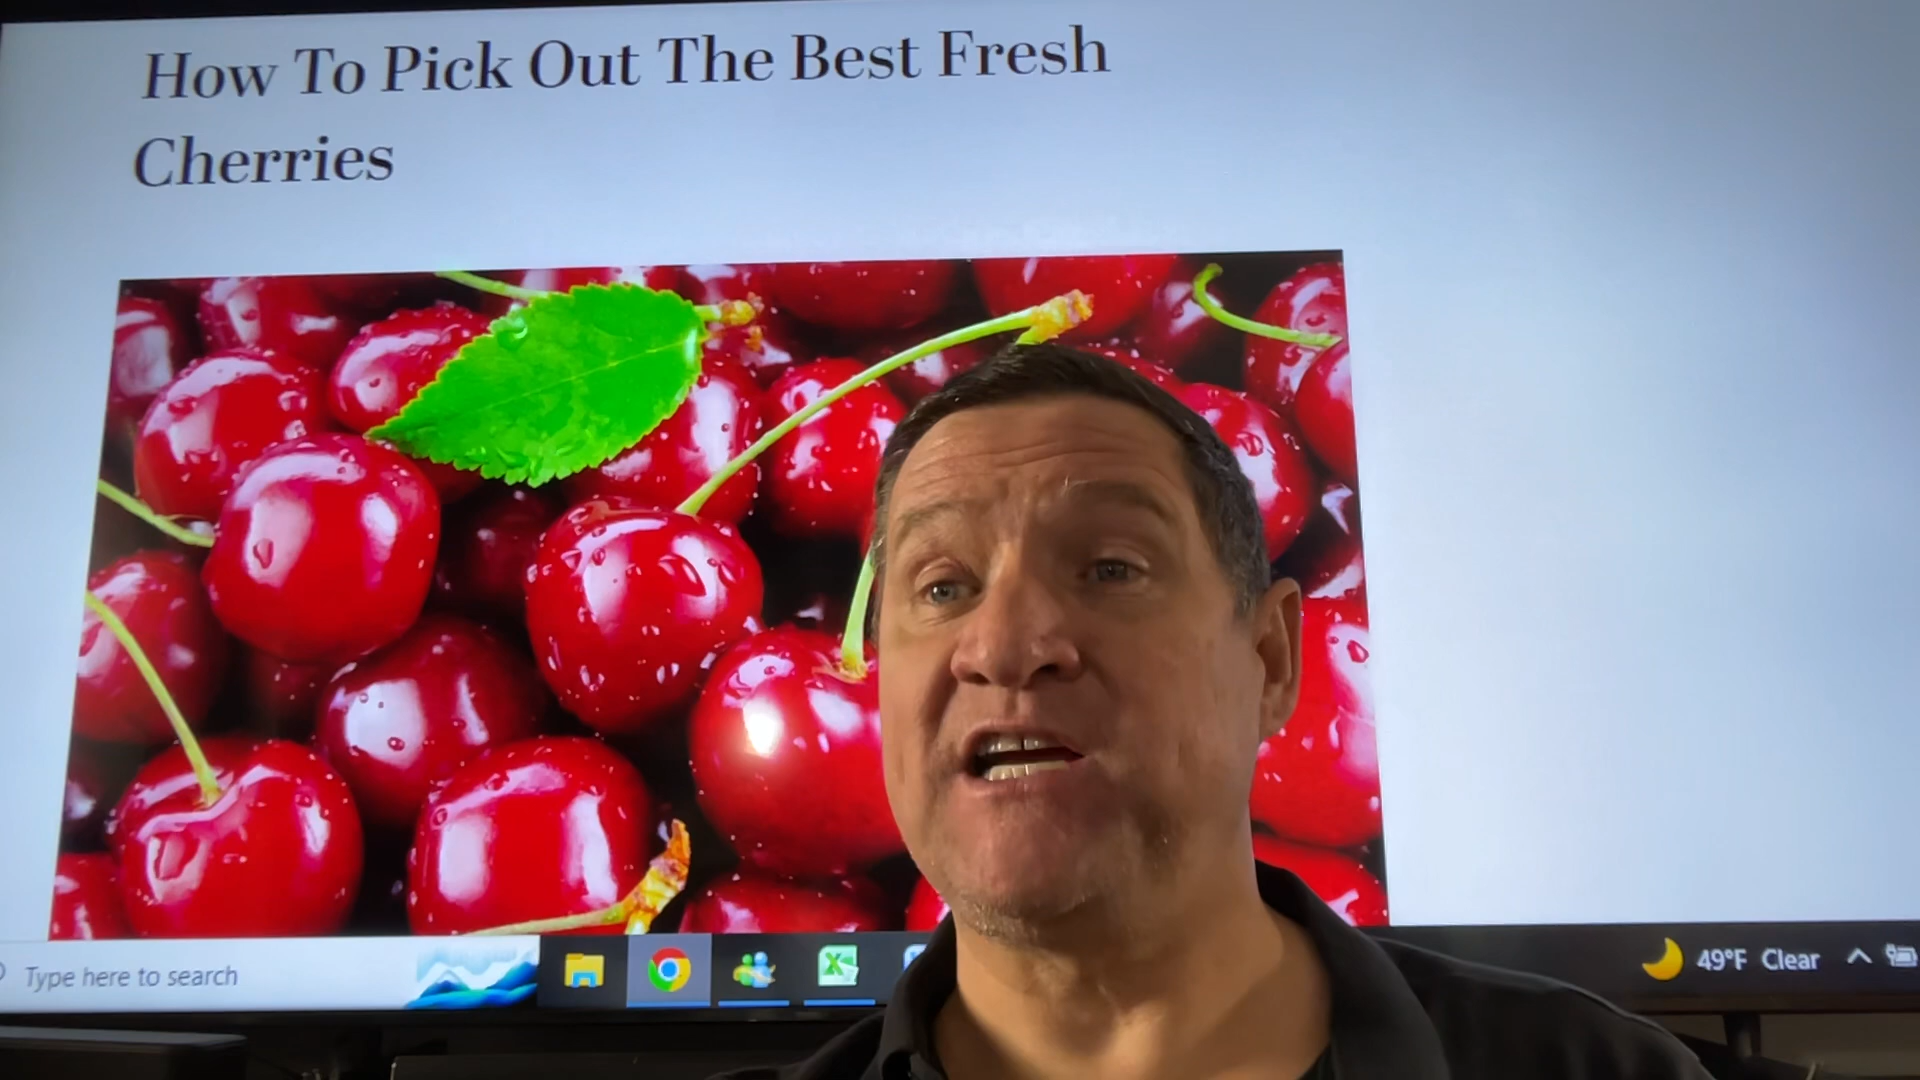 How To Pick Out The Best Fresh
Cherries
Type here to search
49°F Clear